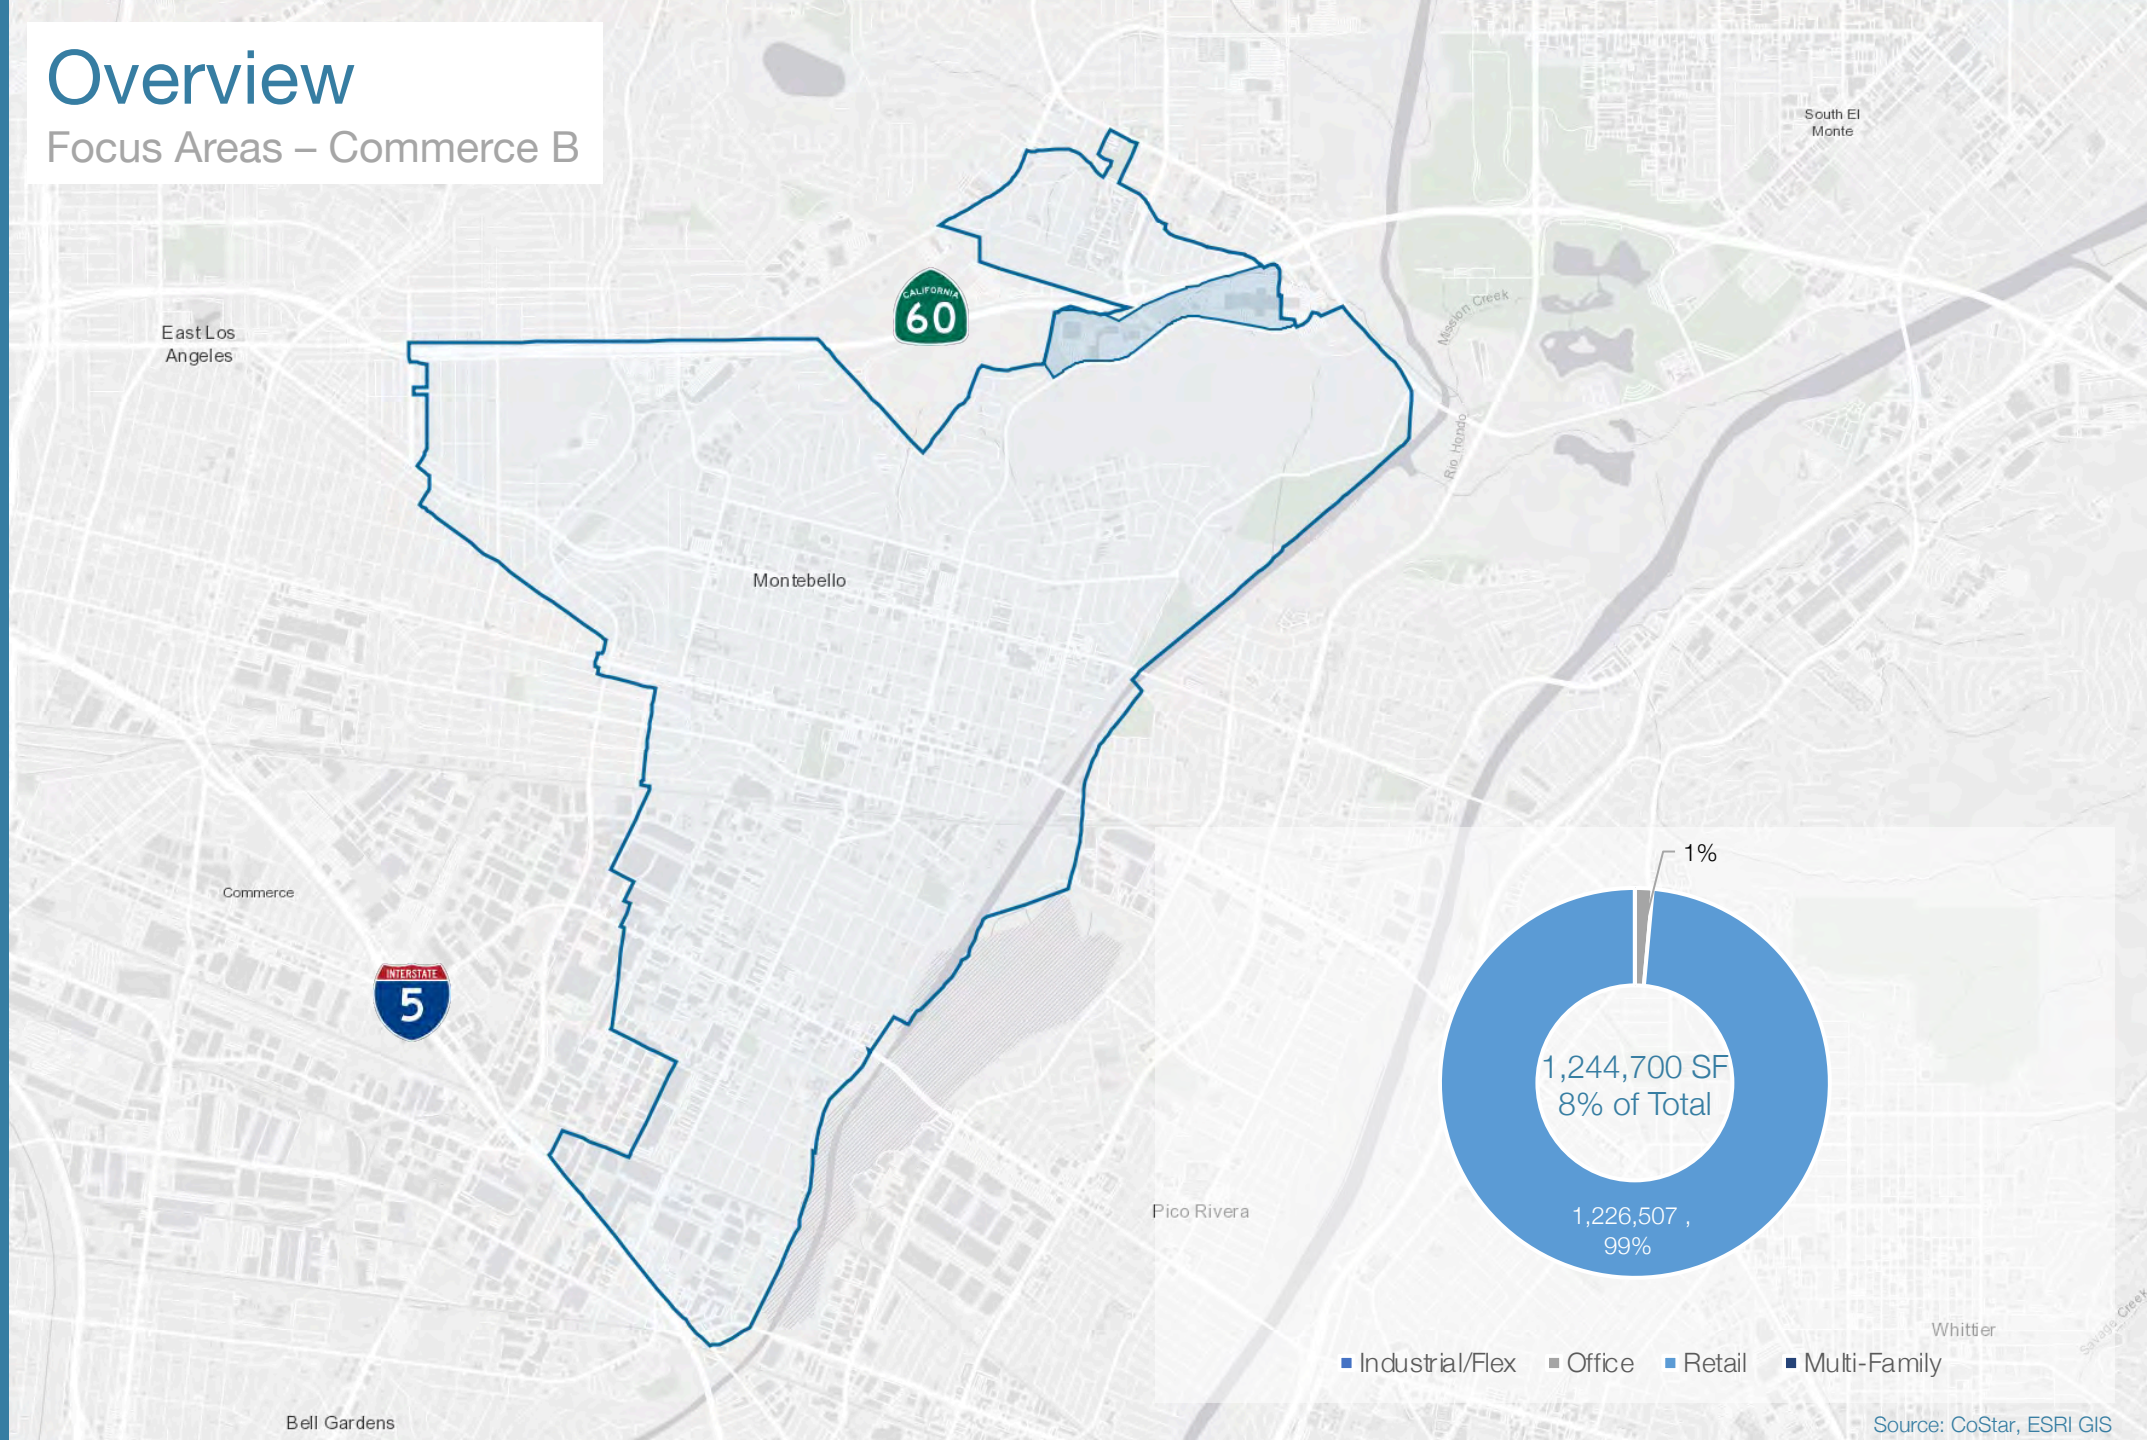 Overview
Focus Areas – Commerce B
South El
Monte
CALIFORNIA
60
Mission Creek
East Los
Angeles
Rio Hondo
Montebello
1%
Commerce
INTERSTATE
5
1,244,700 SF
8% of Total
Pico Rivera
1,226,507 ,
99%
Savage Creek
Whittier
Industrial/Flex Office Retail Multi-Family
Bell Gardens
Source: CoStar, ESRI GIS